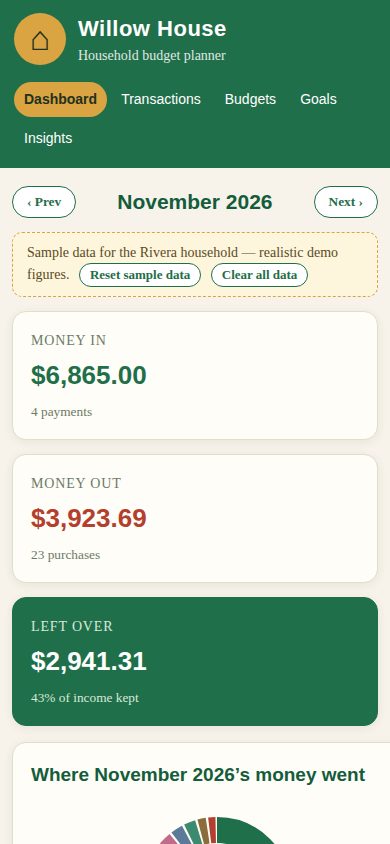 Willow House
Household budget planner
Dashboard Transactions Budgets Goals
Insights
‹ Prev November 2026 Next ›
Sample data for the Rivera household — realistic demo
figures. Reset sample data Clear all data
MONEY IN
$6,865.00
4 payments
MONEY OUT
$3,923.69
23 purchases
LEFT OVER
$2,941.31
43% of income kept
Where November 2026’s money went